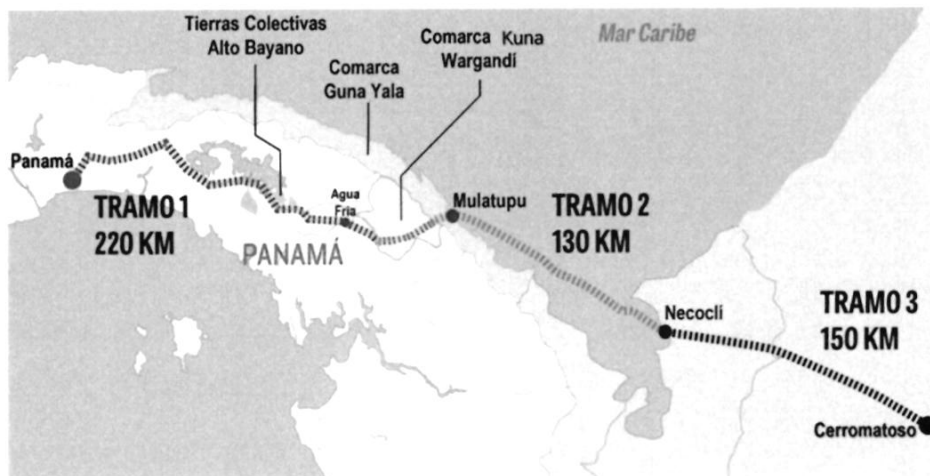 Tierras Colectivas
Alto Bayano
Comarca
Guna Yala
Comarca Kuna
Wargandí
Mar Caribe
Panamá
TRAMO 1
220 KM
Agua
Fria
PANAMÁ
Mulatupu
TRAMO 2
130 KM
Necoclí
TRAMO 3
150 KM
Cerromatoso